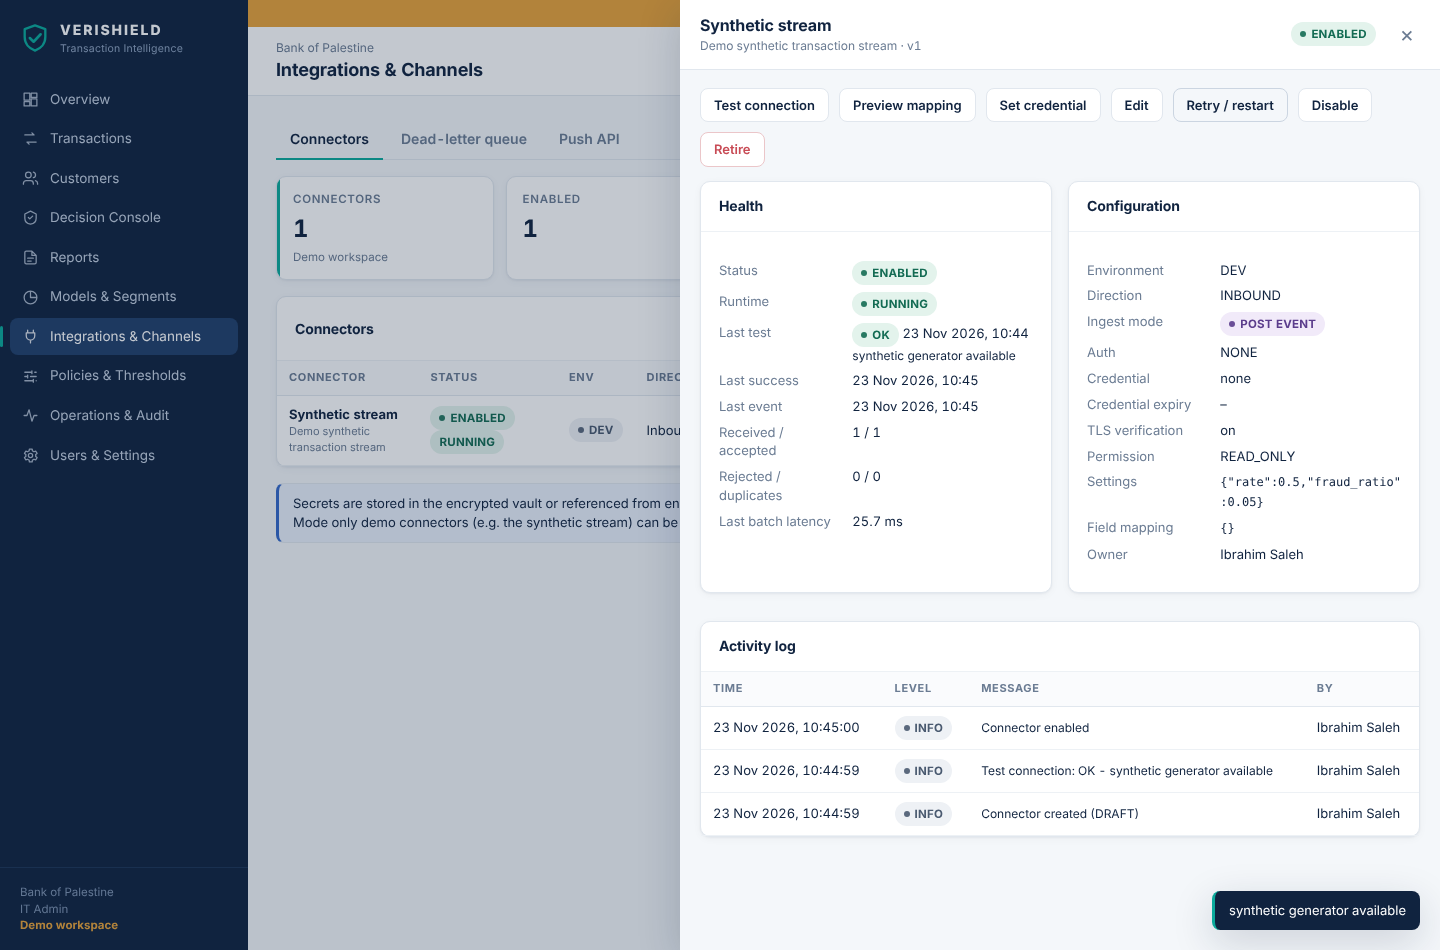 VERISHIELD
Transaction Intelligence
Overview
Transactions
Customers
Decision Console
Reports
Models & Segments
Integrations & Channels
Policies & Thresholds
Operations & Audit
Users & Settings
Bank of Palestine
IT Admin
Demo workspace
Bank of Palestine
Integrations & Channels
Connectors Dead-letter queue Push API
CONNECTORS
1
Demo workspace
ENABLED
1
Connectors
CONNECTOR STATUS ENV DIREC
Synthetic stream
Demo synthetic
transaction stream
ENABLED
RUNNING
DEV
Inbou
Secrets are stored in the encrypted vault or referenced from en
Mode only demo connectors (e.g. the synthetic stream) can be
Synthetic stream
Demo synthetic transaction stream · v1
ENABLED
×
Test connection Preview mapping Set credential Edit Retry / restart Disable
Retire
Health
Status ENABLED
Runtime RUNNING
Last test OK 23 Nov 2026, 10:44
synthetic generator available
Last success 23 Nov 2026, 10:45
Last event 23 Nov 2026, 10:45
Received / 1 / 1
accepted
Rejected / 0 / 0
duplicates
Last batch latency 25.7 ms
Configuration
Environment DEV
Direction INBOUND
Ingest mode POST EVENT
Auth NONE
Credential none
Credential expiry –
TLS verification on
Permission READ_ONLY
Settings {"rate":0.5,"fraud_ratio"
:0.05}
Field mapping {}
Owner Ibrahim Saleh
Activity log
TIME LEVEL MESSAGE BY
23 Nov 2026, 10:45:00 INFO Connector enabled Ibrahim Saleh
23 Nov 2026, 10:44:59 INFO Test connection: OK - synthetic generator available Ibrahim Saleh
23 Nov 2026, 10:44:59 INFO Connector created (DRAFT) Ibrahim Saleh
synthetic generator available